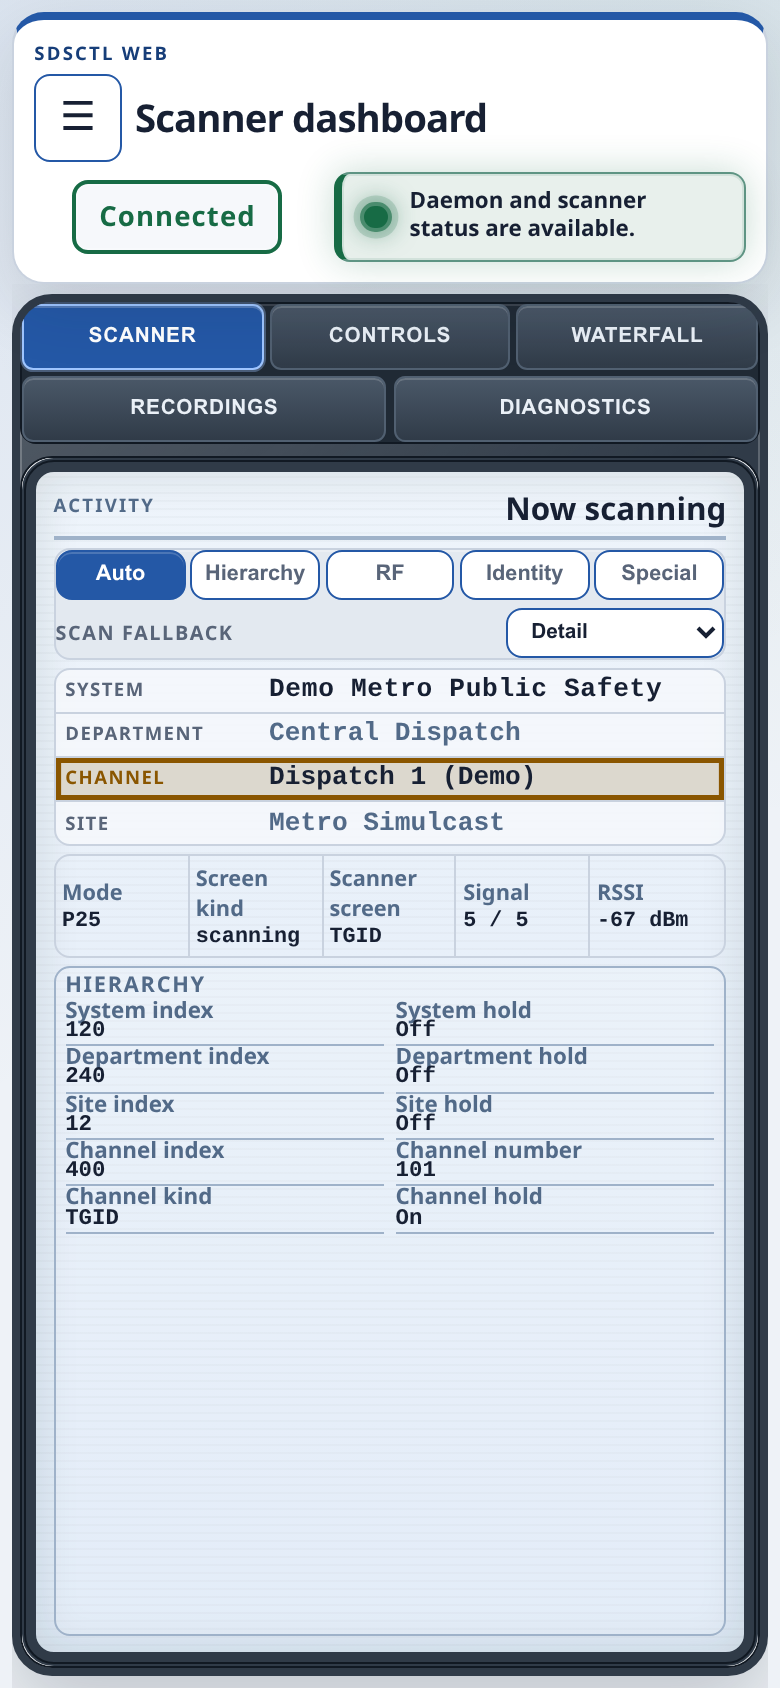 SDSCTL WEB
☰ Scanner dashboard
Connected
Daemon and scanner
status are available.
SCANNER CONTROLS WATERFALL
RECORDINGS DIAGNOSTICS
ACTIVITY Now scanning
Auto Hierarchy RF Identity Special
SCAN FALLBACK Detail
SYSTEM Demo Metro Public Safety
DEPARTMENT Central Dispatch
CHANNEL Dispatch 1 (Demo)
SITE Metro Simulcast
Mode
P25
Screen
kind
scanning
Scanner
screen
TGID
Signal
5 / 5
RSSI
-67 dBm
HIERARCHY
System index
120
System hold
Off
Department index
240
Department hold
Off
Site index
12
Site hold
Off
Channel index
400
Channel number
101
Channel kind
TGID
Channel hold
On